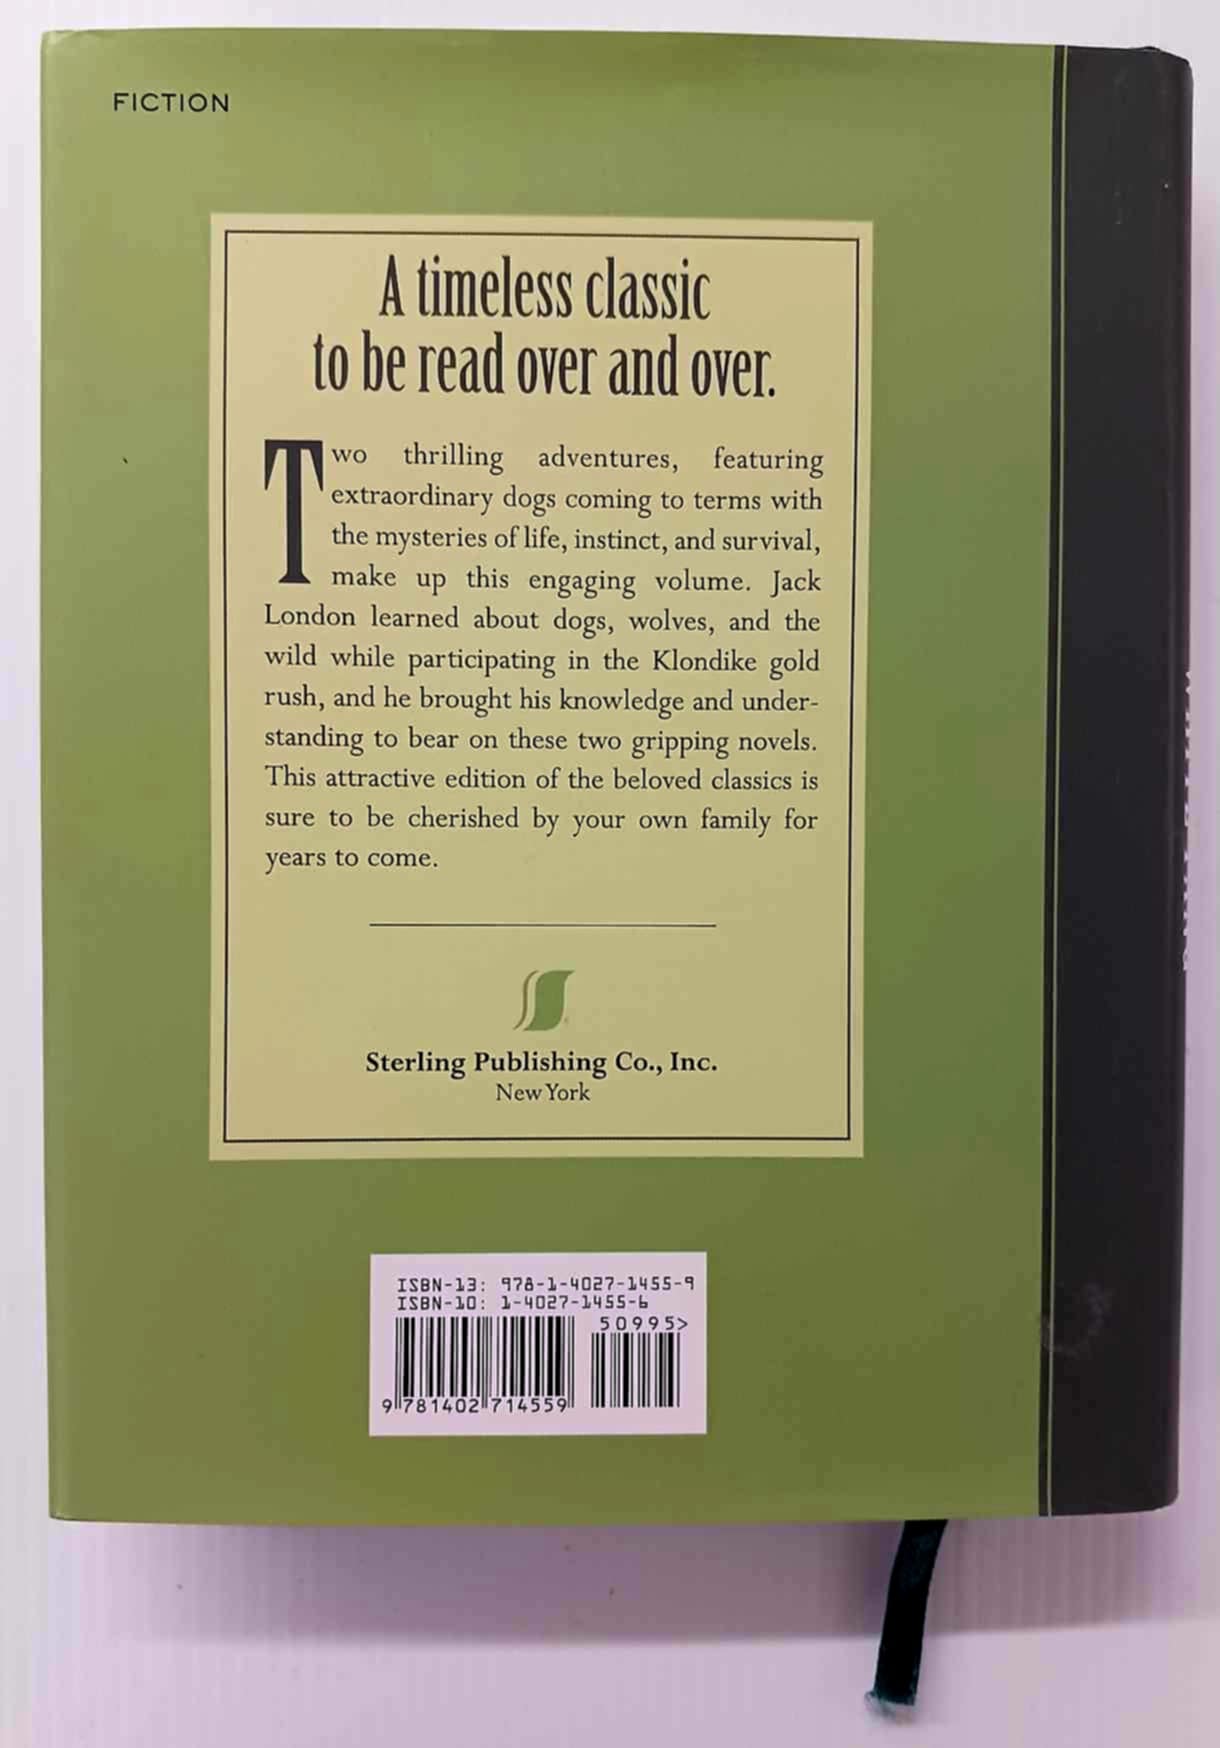 FICTION
A timeless classic
to be read over and over.
Two thrilling adventures, featuring
extraordinary dogs coming to terms with
the mysteries of life, instinct, and survival,
make up this engaging volume. Jack
London learned about dogs, wolves, and the
wild while participating in the Klondike gold
rush, and he brought his knowledge and under-
standing to bear on these two gripping novels.
This attractive edition of the beloved classics is
sure to be cherished by your own family for
years to come.
Sterling Publishing Co., Inc.
New York
ISBN-13: 978-1-4027-1455-9
ISBN-10: 1-4027-1455-6
50995>
9 781402 714559